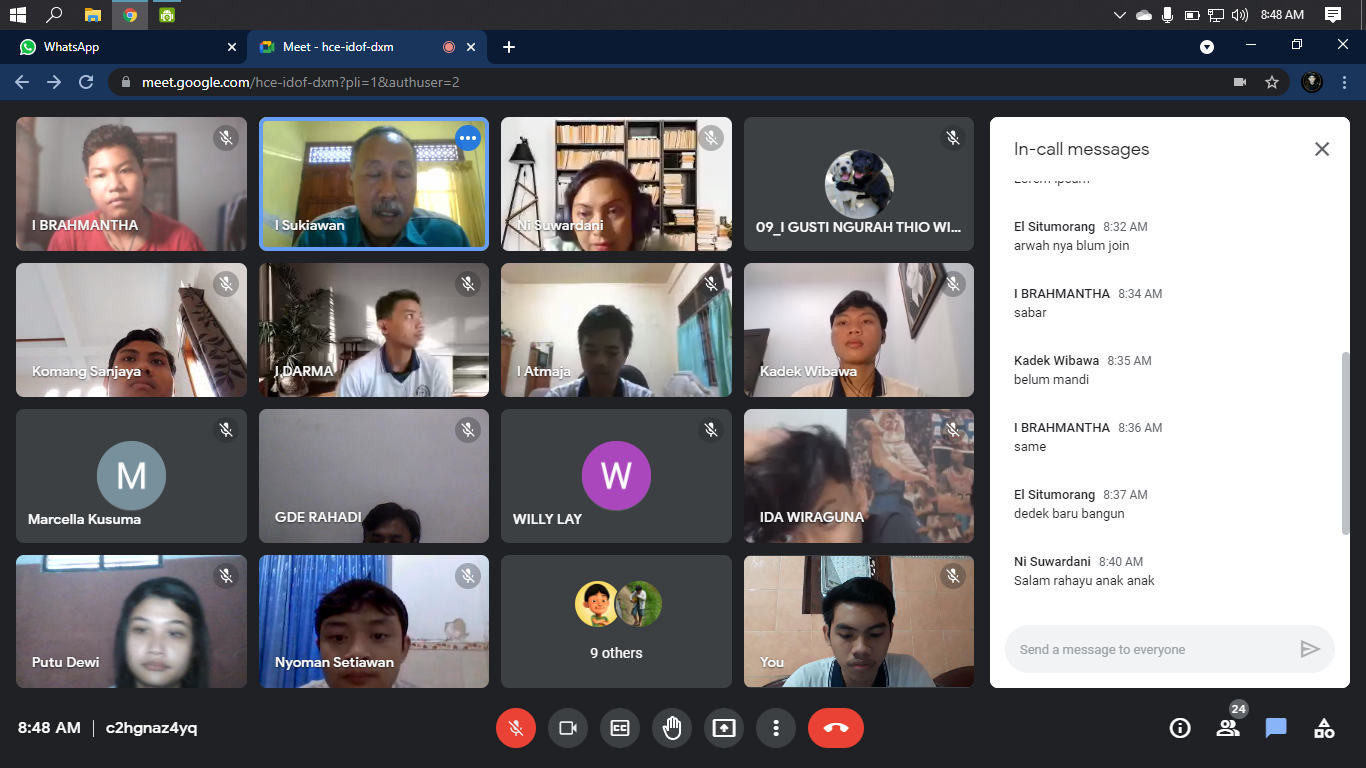 8:48 AM
WhatsApp
Meet - hce-idof-dxm
meet.google.com/hce-idof-dxm?pli=1&authuser=2
I BRAHMANTHA
I Sukiawan
Ni Suwardani
09_I GUSTI NGURAH THIO WI...
Komang Sanjaya
I DARMA
I Atmaja
Kadek Wibawa
M
Marcella Kusuma
GDE RAHADI
W
WILLY LAY
IDA WIRAGUNA
Putu Dewi
Nyoman Setiawan
9 others
You
In-call messages
Lorem ipsum
El Situmorang 8:32 AM
arwah nya blum join
I BRAHMANTHA 8:34 AM
sabar
Kadek Wibawa 8:35 AM
belum mandi
I BRAHMANTHA 8:36 AM
same
El Situmorang 8:37 AM
dedek baru bangun
Ni Suwardani 8:40 AM
Salam rahayu anak anak
Send a message to everyone
8:48 AM | c2hgnaz4yq
24